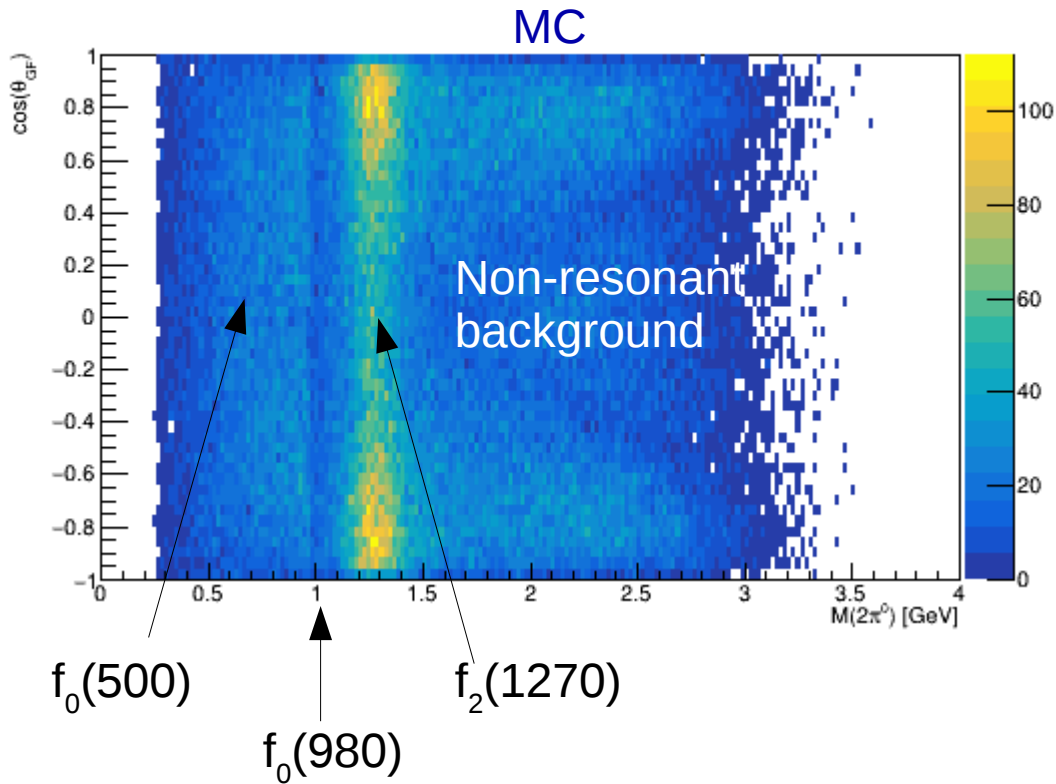 MC
cos(θ_GF)
1
0.8
0.6
0.4
0.2
0
−0.2
−0.4
−0.6
−0.8
−1
Non-resonant
background
100
80
60
40
20
0
0 0.5 1 1.5 2 2.5 3 3.5 4
M(2π⁰) [GeV]
f₀(500)
f₂(1270)
f₀(980)